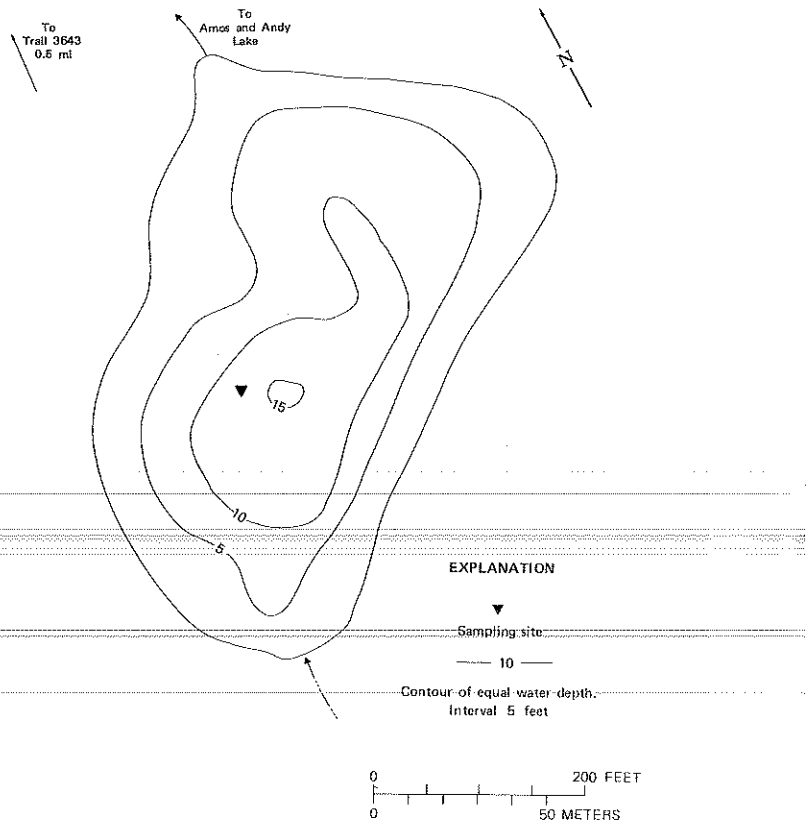 To
Trail 3643
0.5 mi
To
Amos and Andy
Lake
N
15
10
5
EXPLANATION
Sampling site
10
Contour of equal water depth.
Interval 5 feet
0 200 FEET
0 50 METERS